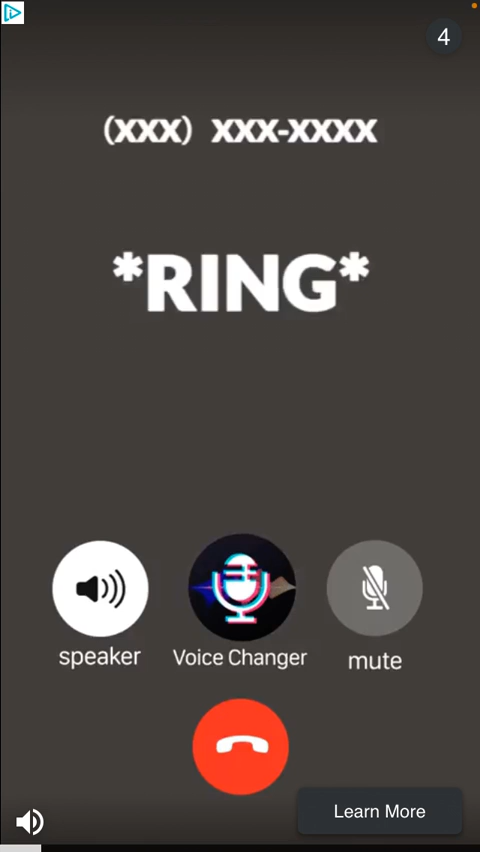 4
(xxx) xxx-xxxx
*RING*
speaker
Voice Changer
mute
Learn More